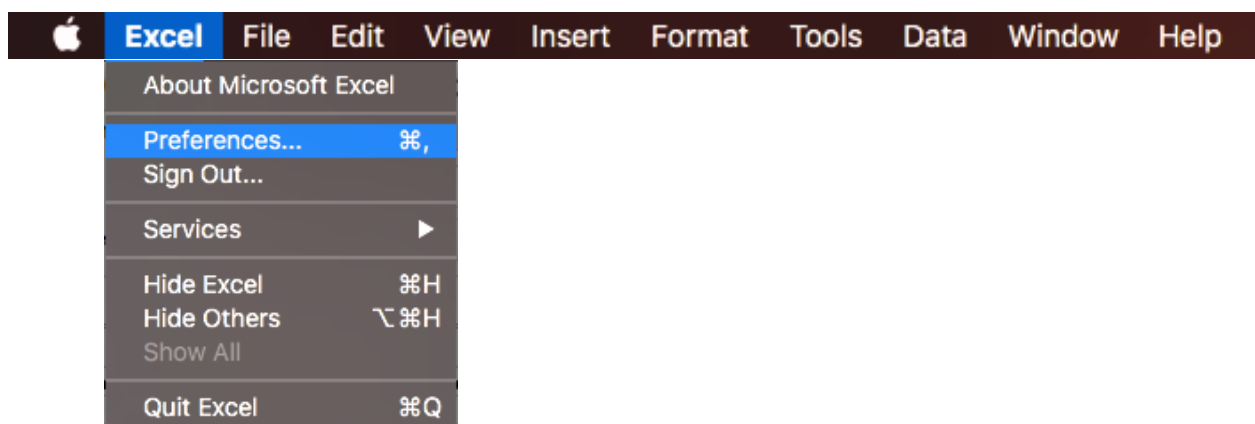 Excel File Edit View Insert Format Tools Data Window Help
About Microsoft Excel
Preferences... ⌘,
Sign Out...
Services ▶
Hide Excel ⌘H
Hide Others ⌥⌘H
Show All
Quit Excel ⌘Q